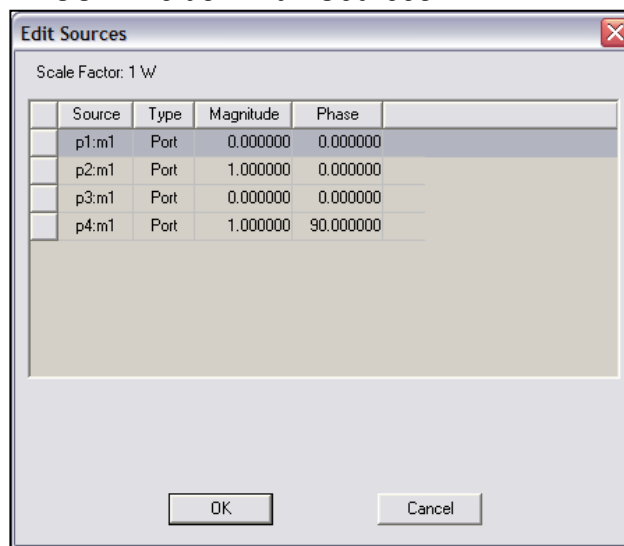 Edit Sources
Scale Factor: 1 W
Source Type Magnitude Phase
p1:m1 Port 0.000000 0.000000
p2:m1 Port 1.000000 0.000000
p3:m1 Port 0.000000 0.000000
p4:m1 Port 1.000000 90.000000
OK Cancel